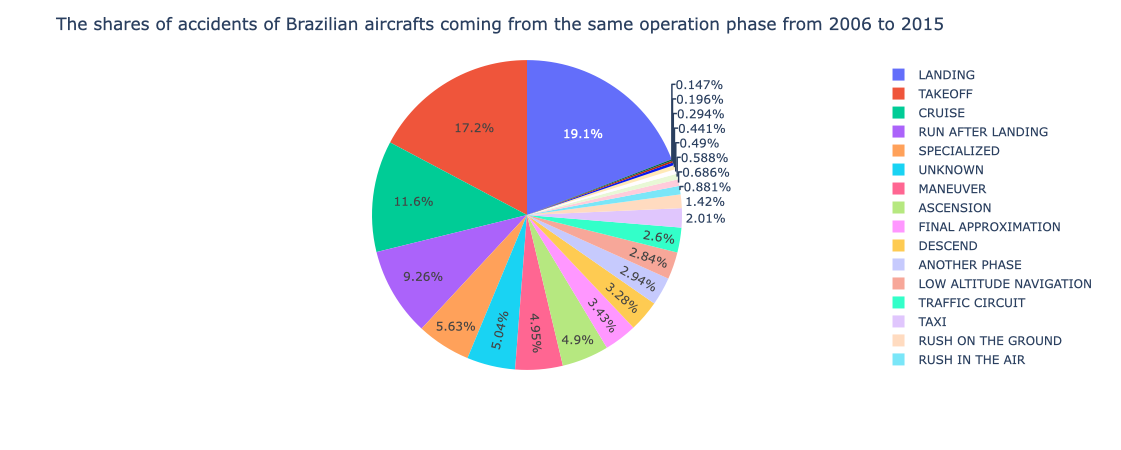 The shares of accidents of Brazilian aircrafts coming from the same operation phase from 2006 to 2015
19.1%
0.147%
0.196%
0.294%
0.441%
0.49%
0.588%
0.686%
0.881%
1.42%
2.01%
2.6%
2.84%
2.94%
3.28%
3.43%
4.9%
4.95%
5.04%
5.63%
9.26%
11.6%
17.2%
LANDING
TAKEOFF
CRUISE
RUN AFTER LANDING
SPECIALIZED
UNKNOWN
MANEUVER
ASCENSION
FINAL APPROXIMATION
DESCEND
ANOTHER PHASE
LOW ALTITUDE NAVIGATION
TRAFFIC CIRCUIT
TAXI
RUSH ON THE GROUND
RUSH IN THE AIR